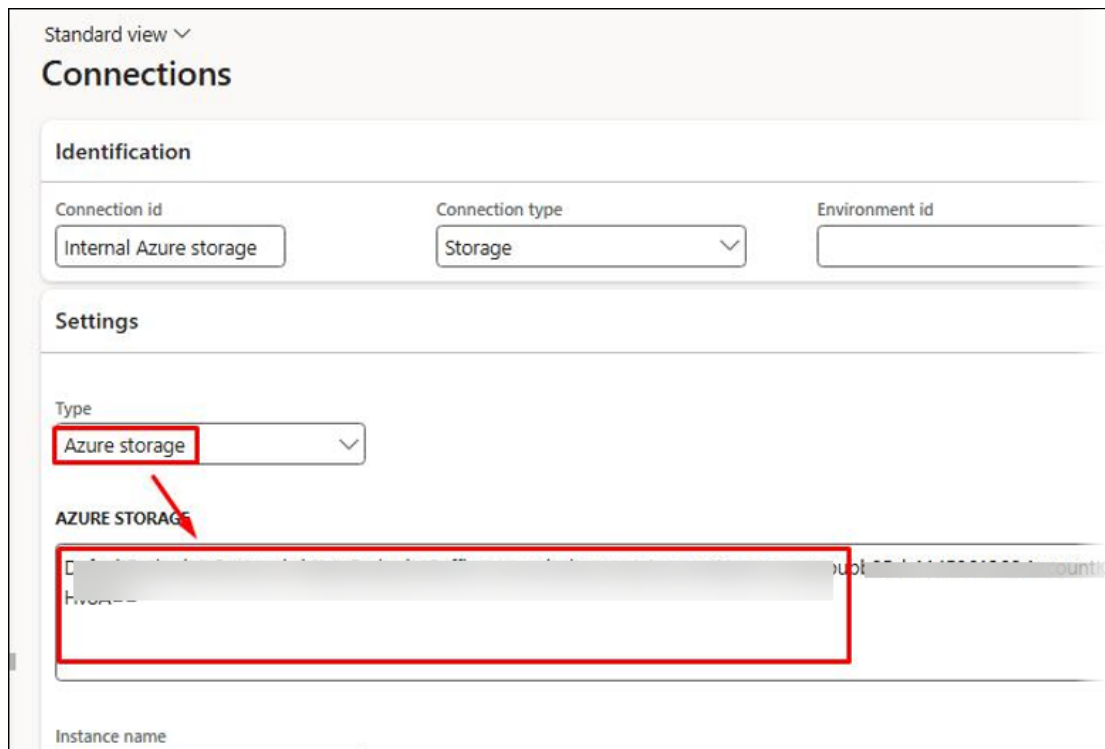 Standard view
Connections
Identification
Connection id
Connection type
Environment id
Internal Azure storage
Storage
Settings
Type
Azure storage
AZURE STORAGE
Instance name